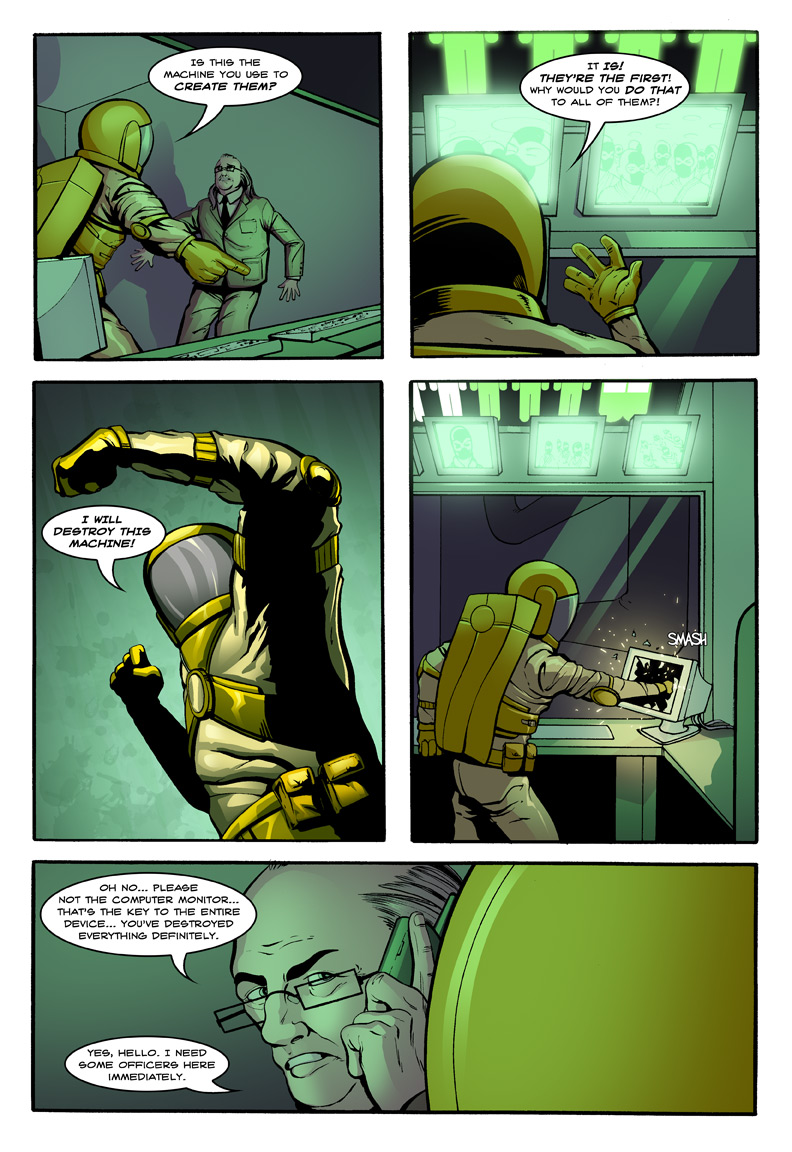 IS THIS THE
MACHINE YOU USE TO
CREATE THEM?
IT IS!
THEY'RE THE FIRST!
WHY WOULD YOU DO THAT
TO ALL OF THEM?!
I WILL
DESTROY THIS
MACHINE!
SMASH
OH NO... PLEASE
NOT THE COMPUTER MONITOR...
THAT'S THE KEY TO THE ENTIRE
DEVICE... YOU'VE DESTROYED
EVERYTHING DEFINITELY.
YES, HELLO. I NEED
SOME OFFICERS HERE
IMMEDIATELY.